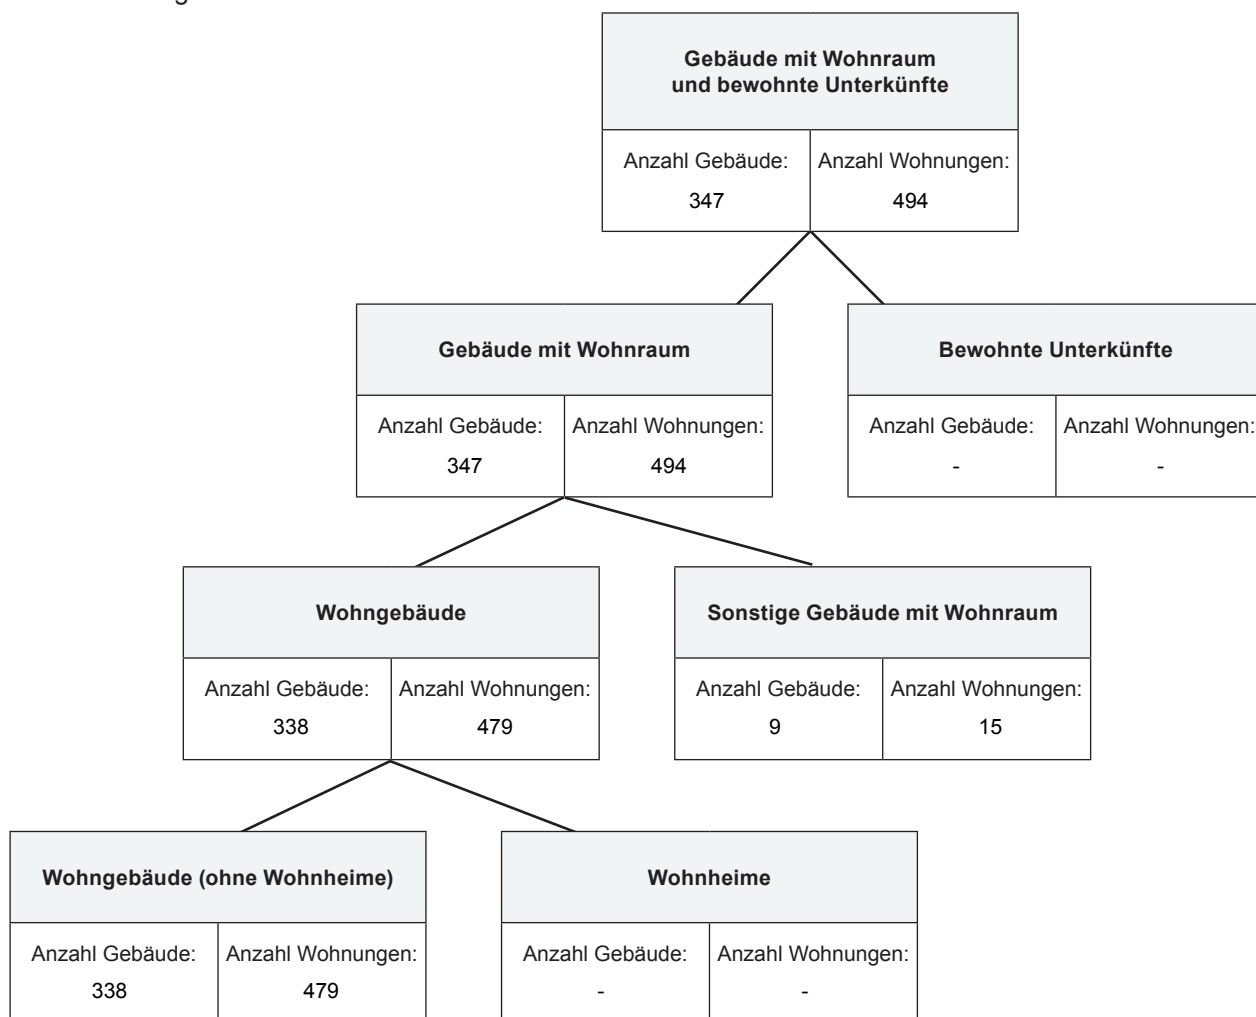 Gebäude mit Wohnraum
und bewohnte Unterkünfte
Anzahl Gebäude: Anzahl Wohnungen:
347 494
Gebäude mit Wohnraum
Anzahl Gebäude: Anzahl Wohnungen:
347 494
Bewohnte Unterkünfte
Anzahl Gebäude: Anzahl Wohnungen:
- -
Wohngebäude
Anzahl Gebäude: Anzahl Wohnungen:
338 479
Sonstige Gebäude mit Wohnraum
Anzahl Gebäude: Anzahl Wohnungen:
9 15
Wohngebäude (ohne Wohnheime)
Anzahl Gebäude: Anzahl Wohnungen:
338 479
Wohnheime
Anzahl Gebäude: Anzahl Wohnungen:
- -